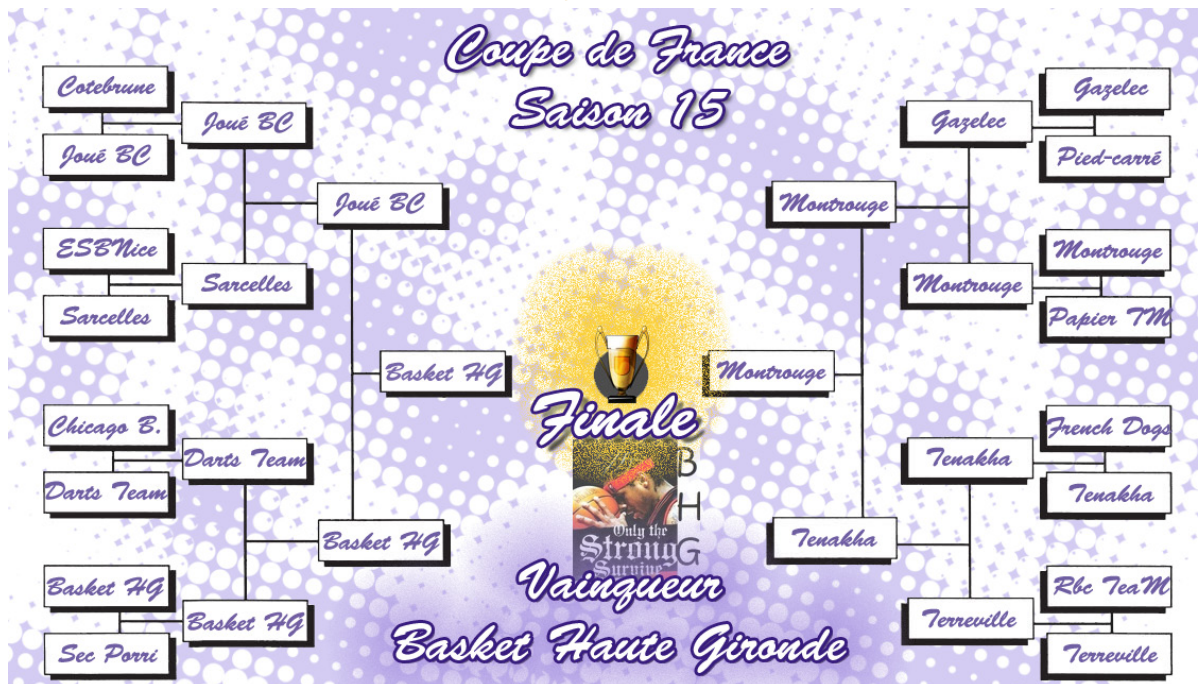 Coupe de France
Saison 15
Cotebrune
Joué BC
Joué BC
ESBNice
Sarcelles
Sarcelles
Joué BC
Chicago B.
Darts Team
Darts Team
Basket HG
Basket HG
Sec Porri
Basket HG
Basket HG
Finale
B
H
G
Only the
Strong
Survive
Vainqueur
Basket Haute Gironde
Montrouge
Montrouge
Gazelec
Gazelec
Pied-carré
Montrouge
Montrouge
Papier TM
Tenakha
Tenakha
French Dogs
Tenakha
Terreville
Rbc TeaM
Terreville